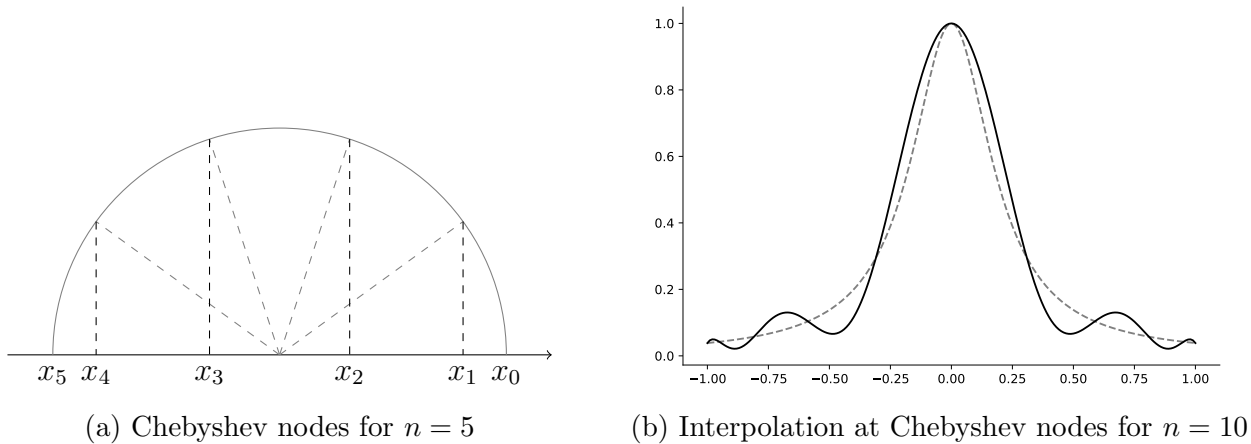 x₅ x₄ x₃ x₂ x₁ x₀
(a) Chebyshev nodes for n = 5
1.0
0.8
0.6
0.4
0.2
0.0
−1.00 −0.75 −0.50 −0.25 0.00 0.25 0.50 0.75 1.00
(b) Interpolation at Chebyshev nodes for n = 10